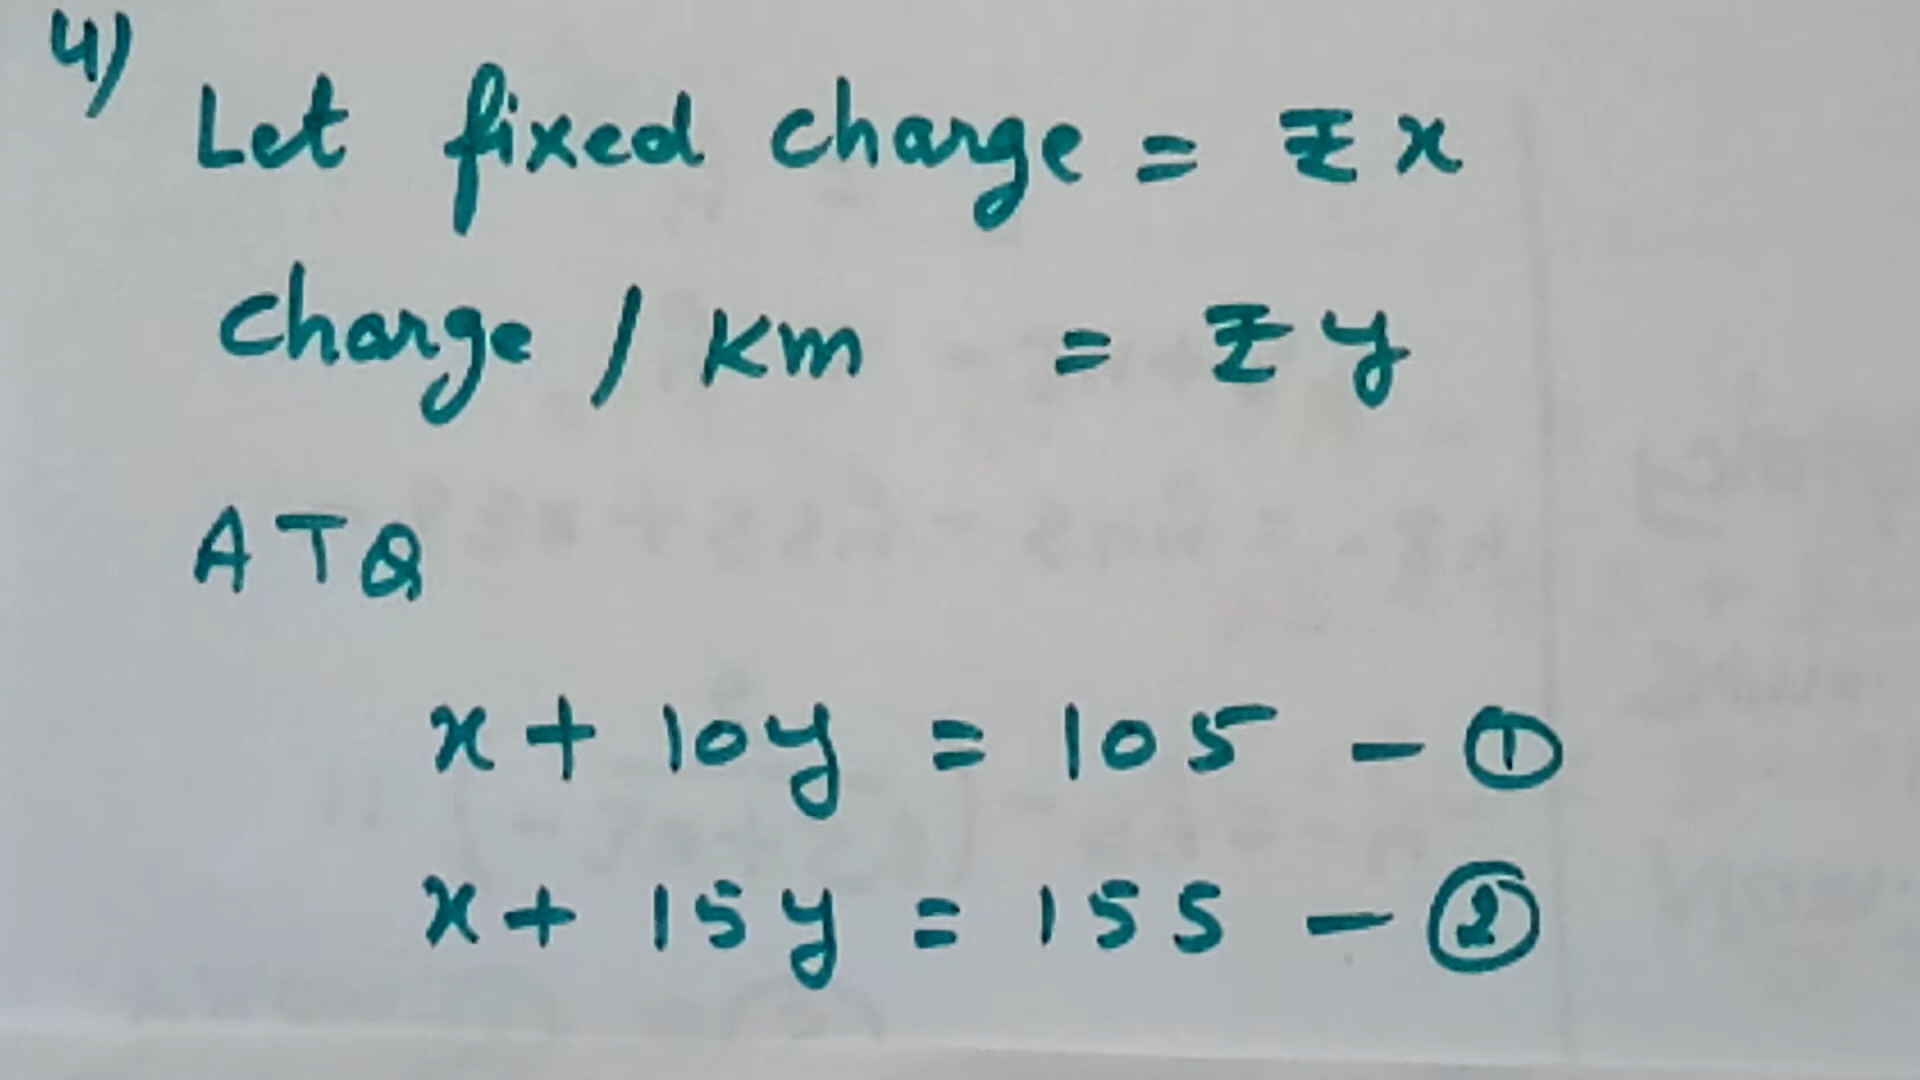 4)
Let fixed charge = ₹ x
Charge / km = ₹ y
ATQ
x + 10y = 105 - ①
x + 15y = 155 - ②